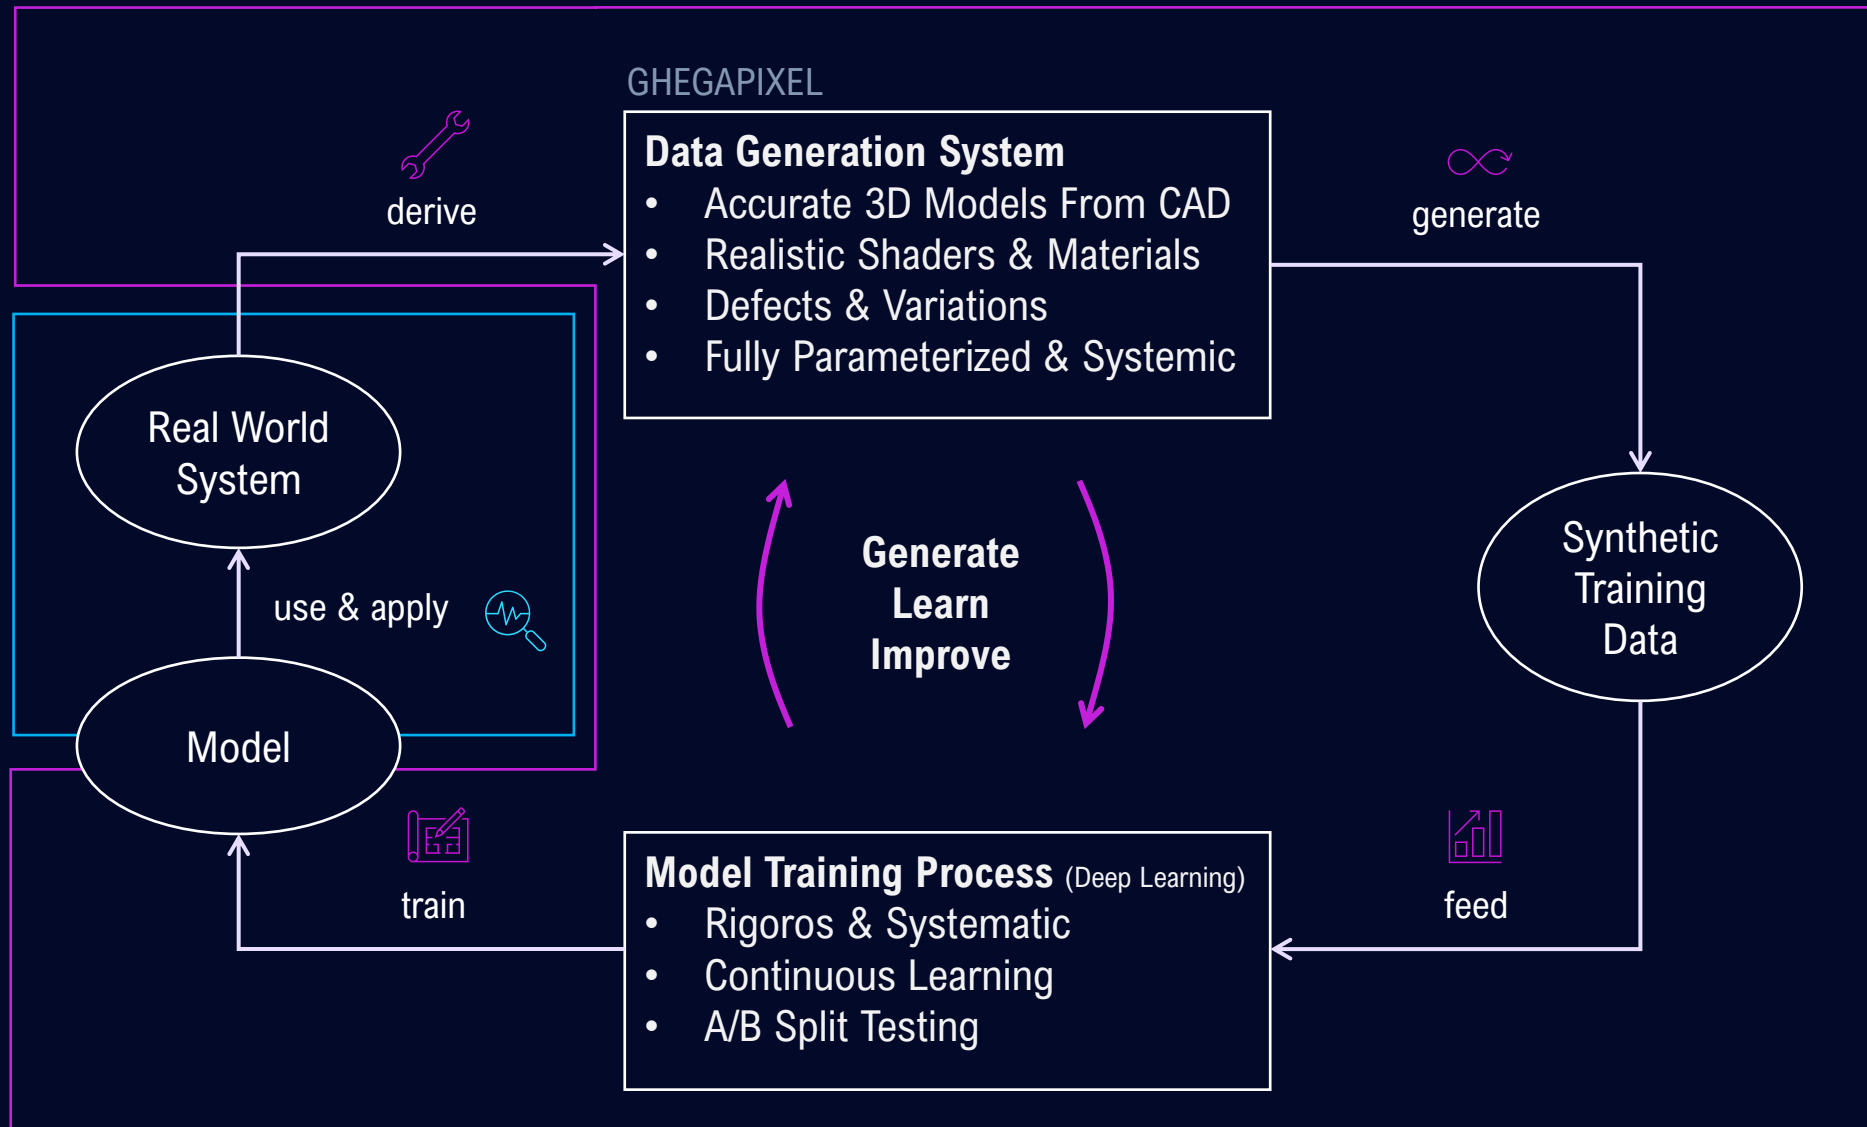 GHEGAPIXEL
Data Generation System
• Accurate 3D Models From CAD
• Realistic Shaders & Materials
• Defects & Variations
• Fully Parameterized & Systemic
derive
generate
Real World
System
use & apply
Model
Generate
Learn
Improve
Synthetic
Training
Data
train
Model Training Process (Deep Learning)
• Rigoros & Systematic
• Continuous Learning
• A/B Split Testing
feed